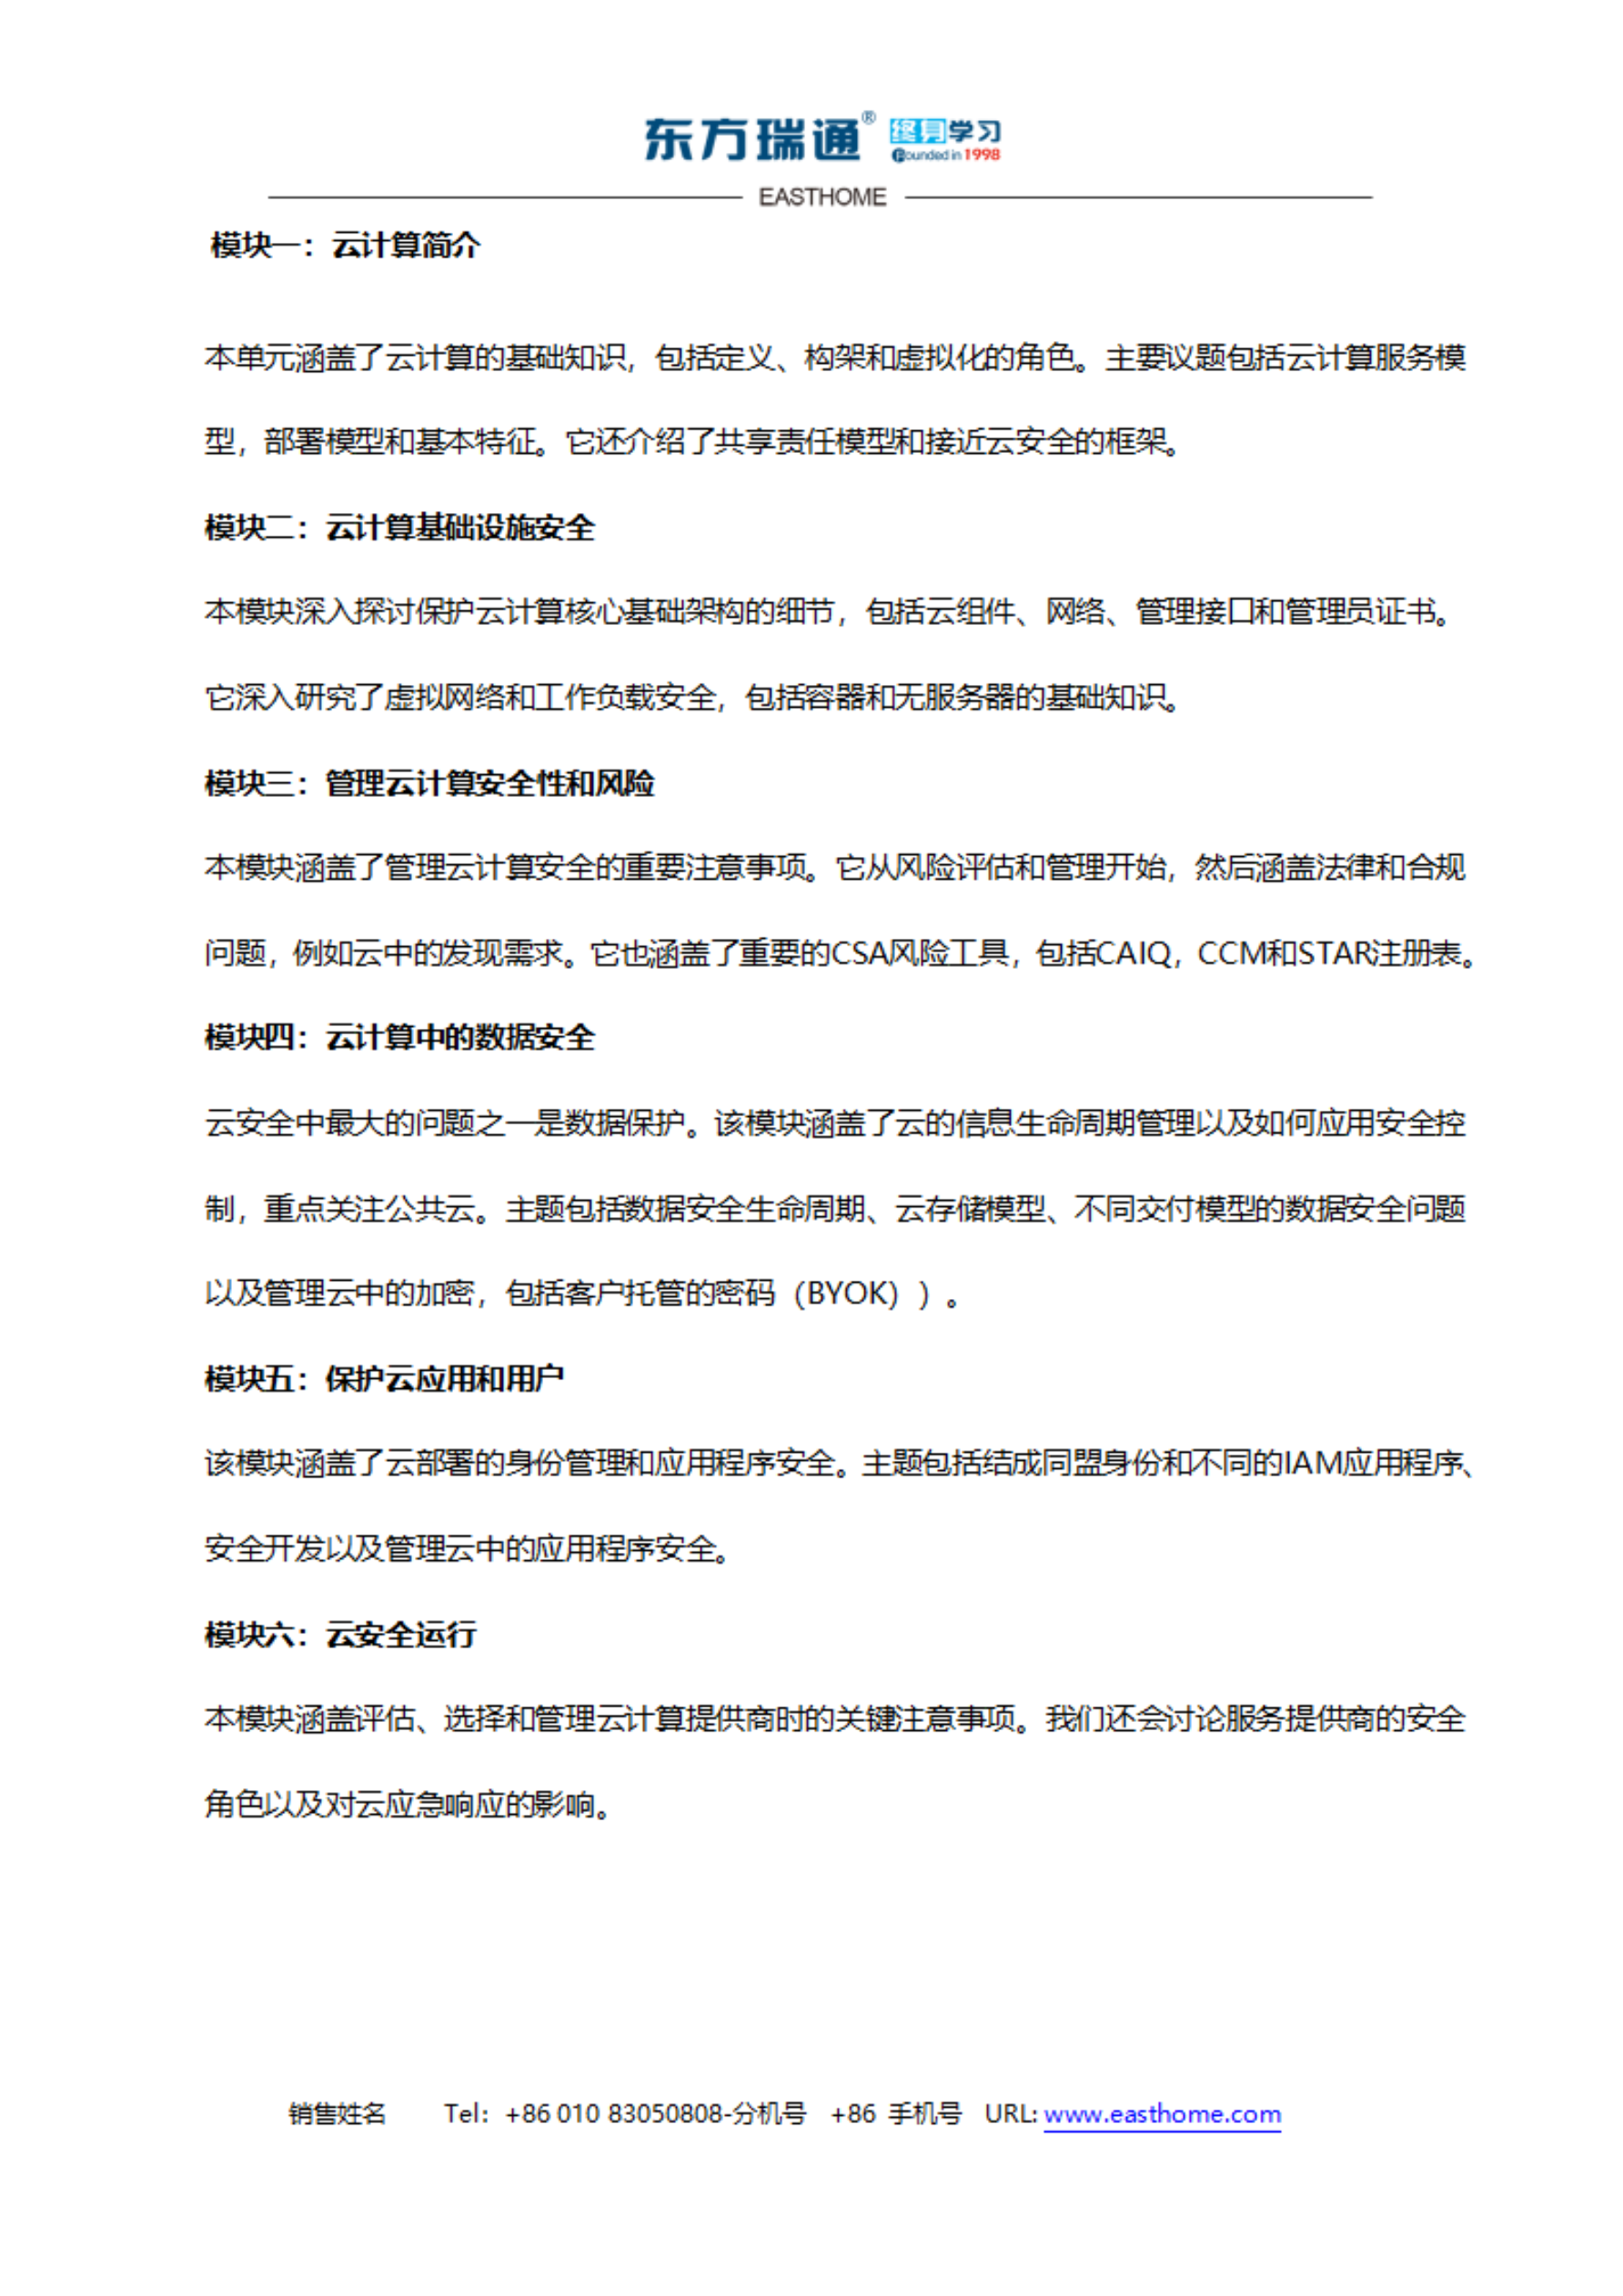 东方瑞通® 终身学习
Founded in 1998
EASTHOME
模块一：云计算简介
本单元涵盖了云计算的基础知识，包括定义、构架和虚拟化的角色。主要议题包括云计算服务模
型，部署模型和基本特征。它还介绍了共享责任模型和接近云安全的框架。
模块二：云计算基础设施安全
本模块深入探讨保护云计算核心基础架构的细节，包括云组件、网络、管理接口和管理员证书。
它深入研究了虚拟网络和工作负载安全，包括容器和无服务器的基础知识。
模块三：管理云计算安全性和风险
本模块涵盖了管理云计算安全的重要注意事项。它从风险评估和管理开始，然后涵盖法律和合规
问题，例如云中的发现需求。它也涵盖了重要的CSA风险工具，包括CAIQ，CCM和STAR注册表。
模块四：云计算中的数据安全
云安全中最大的问题之一是数据保护。该模块涵盖了云的信息生命周期管理以及如何应用安全控
制，重点关注公共云。主题包括数据安全生命周期、云存储模型、不同交付模型的数据安全问题
以及管理云中的加密，包括客户托管的密码（BYOK））。
模块五：保护云应用和用户
该模块涵盖了云部署的身份管理和应用程序安全。主题包括结成同盟身份和不同的IAM应用程序、
安全开发以及管理云中的应用程序安全。
模块六：云安全运行
本模块涵盖评估、选择和管理云计算提供商时的关键注意事项。我们还会讨论服务提供商的安全
角色以及对云应急响应的影响。
销售姓名 Tel：+86 010 83050808-分机号 +86 手机号 URL: www.easthome.com